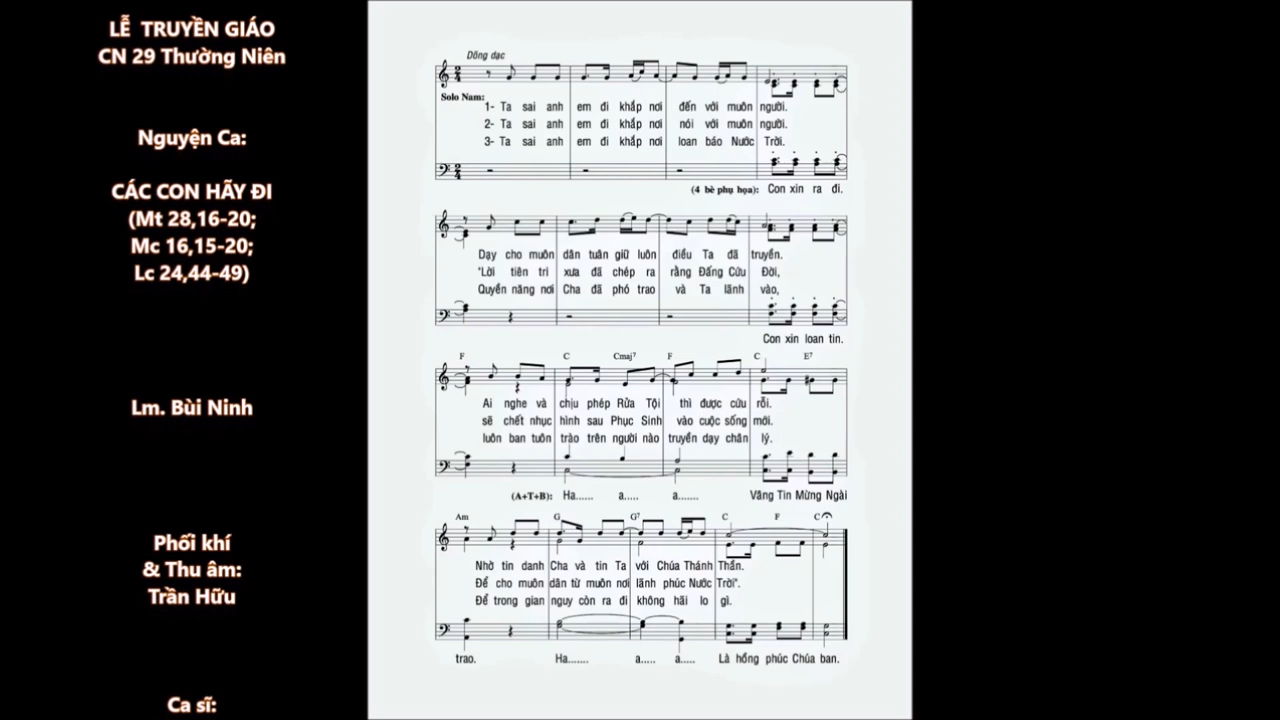 LỄ TRUYỀN GIÁO
CN 29 Thường Niên
Nguyện Ca:
CÁC CON HÃY ĐI
(Mt 28,16-20;
Mc 16,15-20;
Lc 24,44-49)
Lm. Bùi Ninh
Phối khí
& Thu âm:
Trần Hữu
Ca sĩ:
Dõng dạc
Solo Nam:
1- Ta sai anh em đi khắp nơi đến với muôn người.
2- Ta sai anh em đi khắp nơi nói với muôn người.
3- Ta sai anh em đi khắp nơi loan báo Nước Trời.
(4 bè phụ họa): Con xin ra đi.
Dạy cho muôn dân tuân giữ luôn điều Ta đã truyền.
"Lời tiên tri xưa đã chép ra rằng Đấng Cứu Đời,
Quyền năng nơi Cha đã phó trao và Ta lãnh vào,
Con xin loan tin.
F C Cmaj7 F C E7
Ai nghe và chịu phép Rửa Tội thì được cứu rỗi.
sẽ chết nhục hình sau Phục Sinh vào cuộc sống mới.
luôn ban tuôn trào trên người nào truyền dạy chân lý.
(A+T+B): Ha...... a..... a....... Vâng Tin Mừng Ngài
Am G G7 C F C
Nhờ tin danh Cha và tin Ta với Chúa Thánh Thần.
Để cho muôn dân từ muôn nơi lãnh phúc Nước Trời".
Để trong gian nguy còn ra đi không hãi lo gì.
trao. Ha....... a..... a..... Là hồng phúc Chúa ban.